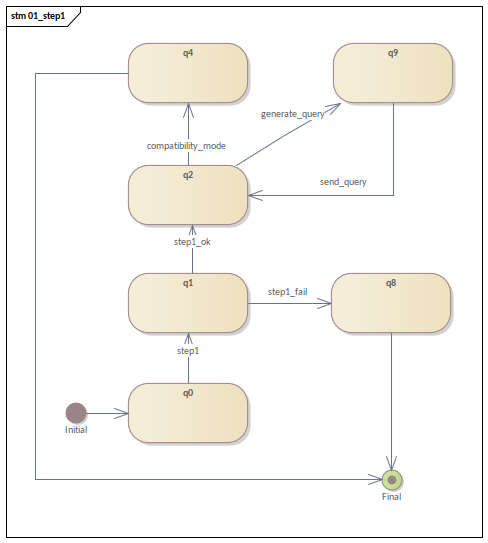 stm 01_step1
q4
q9
generate_query
compatibility_mode
q2
send_query
step1_ok
q1
step1_fail
q8
step1
q0
Initial
Final